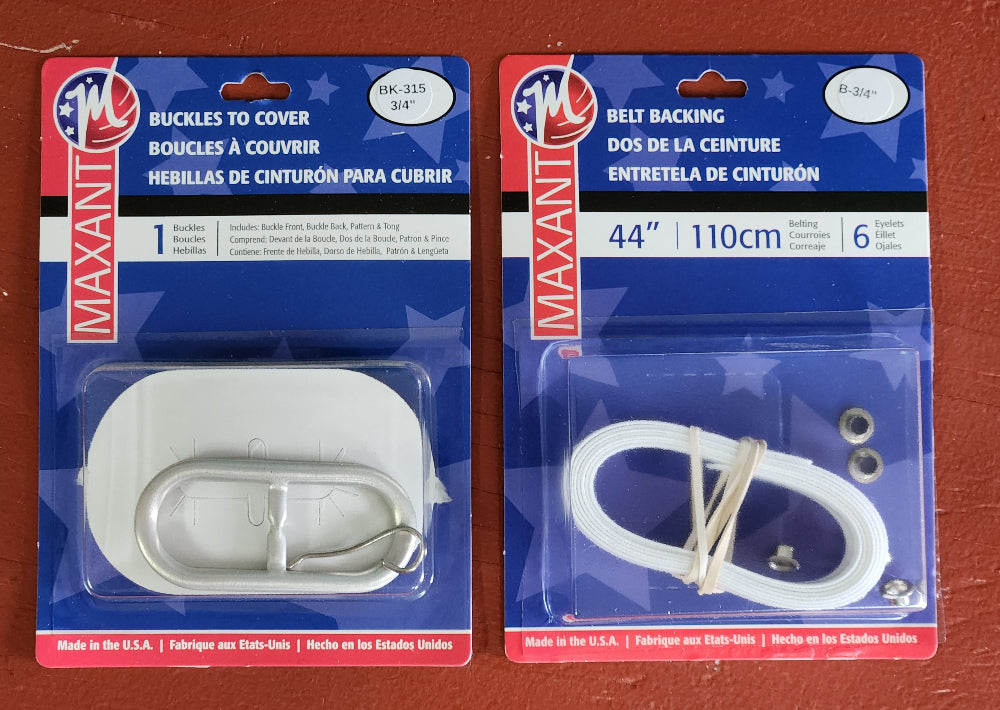 M
MAXANT
BK-315
3/4"
BUCKLES TO COVER
BOUCLES À COUVRIR
HEBILLAS DE CINTURÓN PARA CUBRIR
1
Buckles
Boucles
Hebillas
Includes: Buckle Front, Buckle Back, Pattern & Tong
Comprend: Devant de la Boucle, Dos de la Boucle, Patron & Pince
Contiene: Frente de Hebilla, Dorso de Hebilla, Patrón & Lengüeta
Made in the U.S.A. | Fabrique aux Etats-Unis | Hecho en los Estados Unidos
M
MAXANT
B-3/4"
BELT BACKING
DOS DE LA CEINTURE
ENTRETELA DE CINTURÓN
44" | 110cm
Belting
Courroies
Correaje
6
Eyelets
Éillet
Ojales
Made in the U.S.A. | Fabrique aux Etats-Unis | Hecho en los Estados Unidos